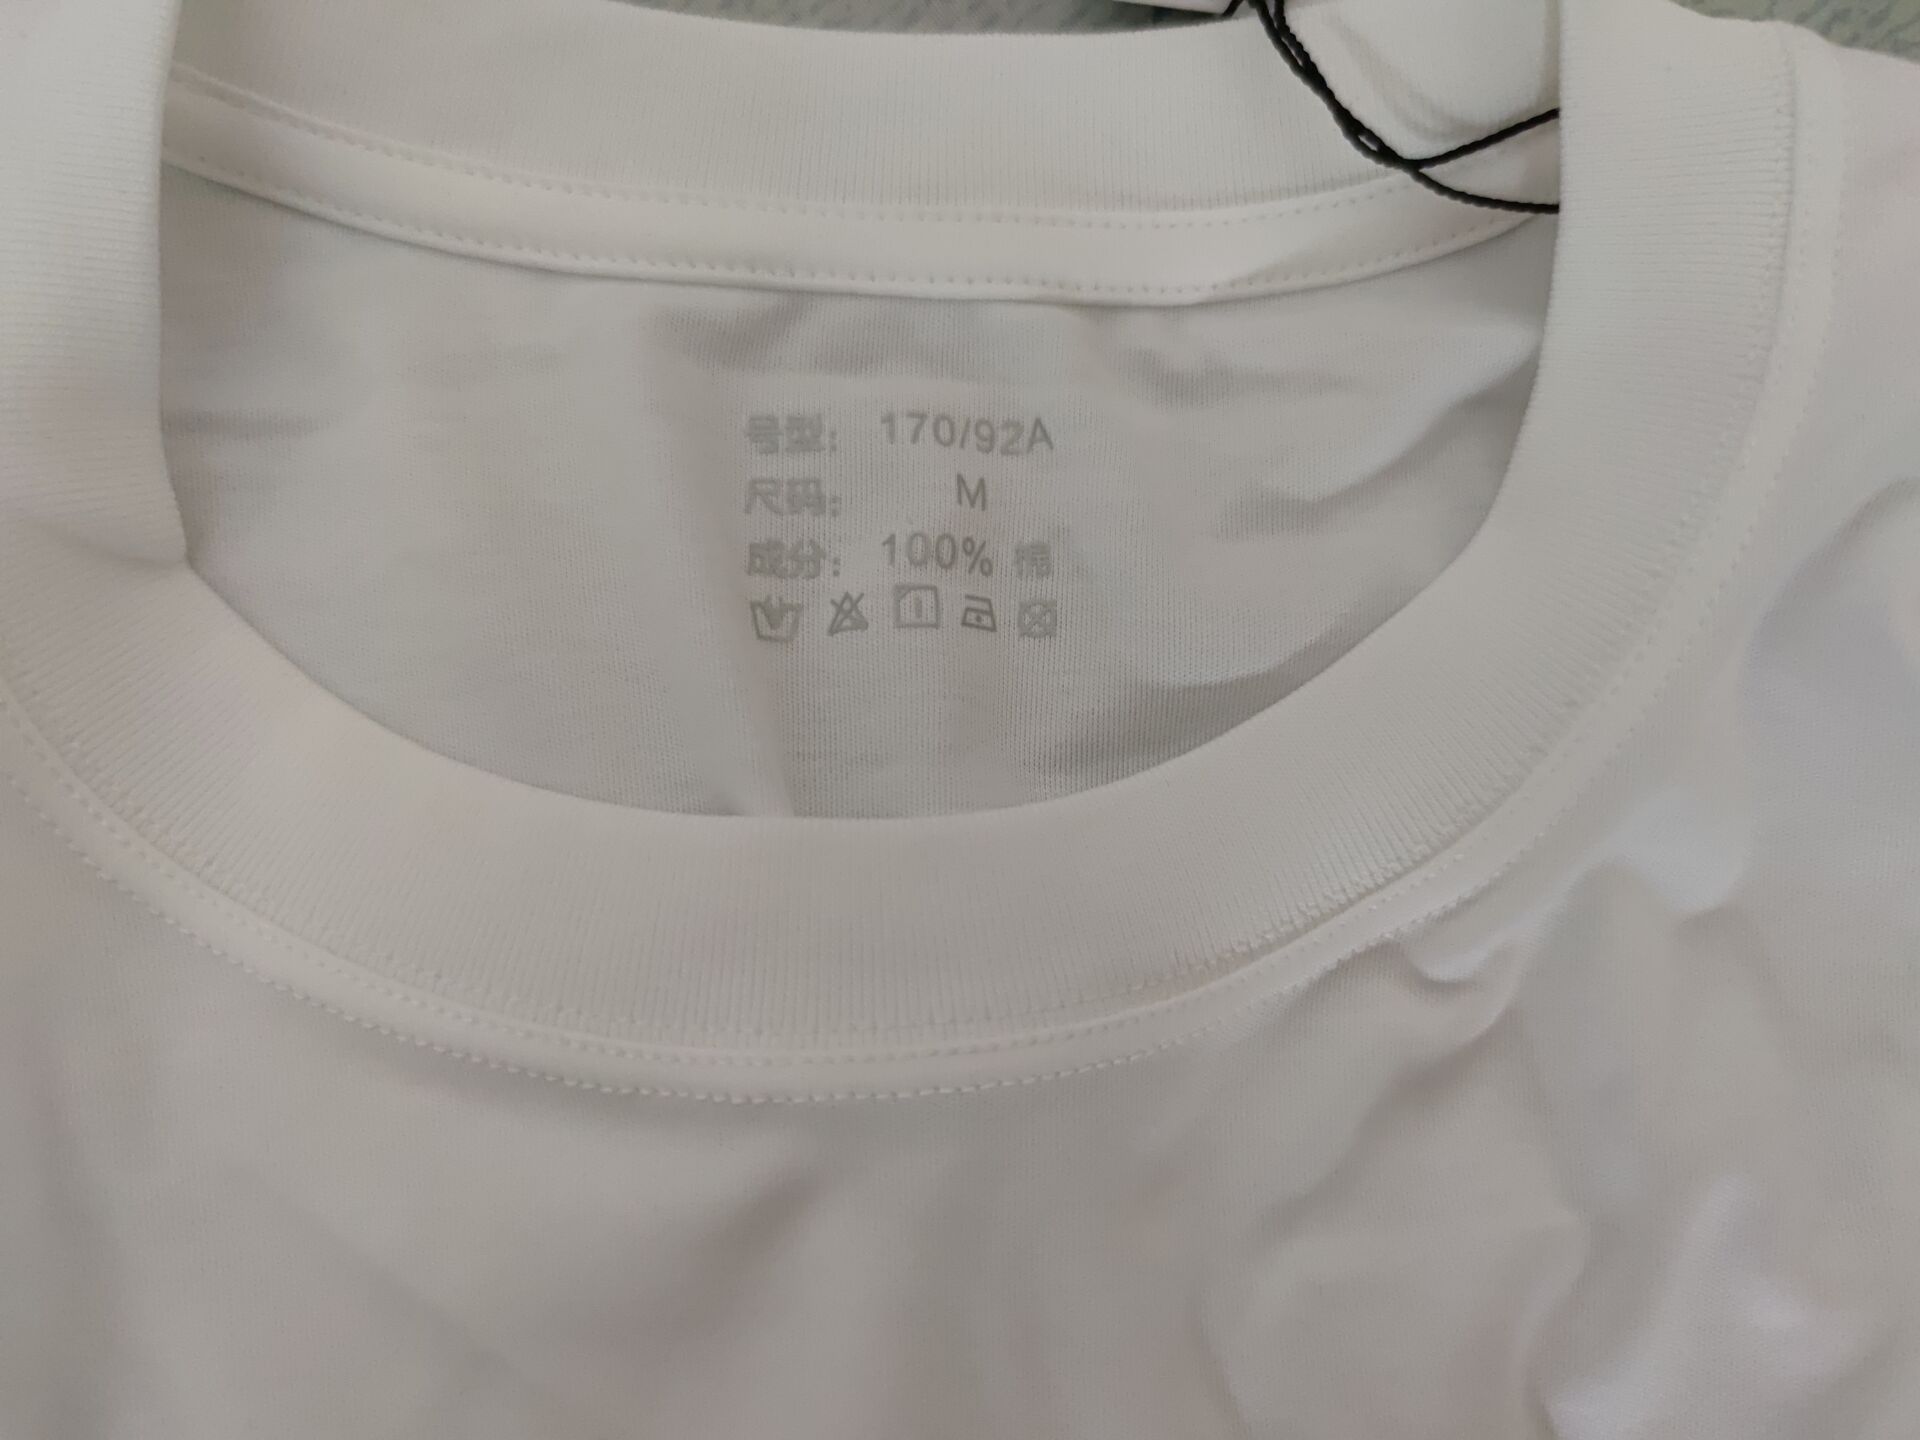 号型： 170/92A
尺码： M
成分： 100% 棉